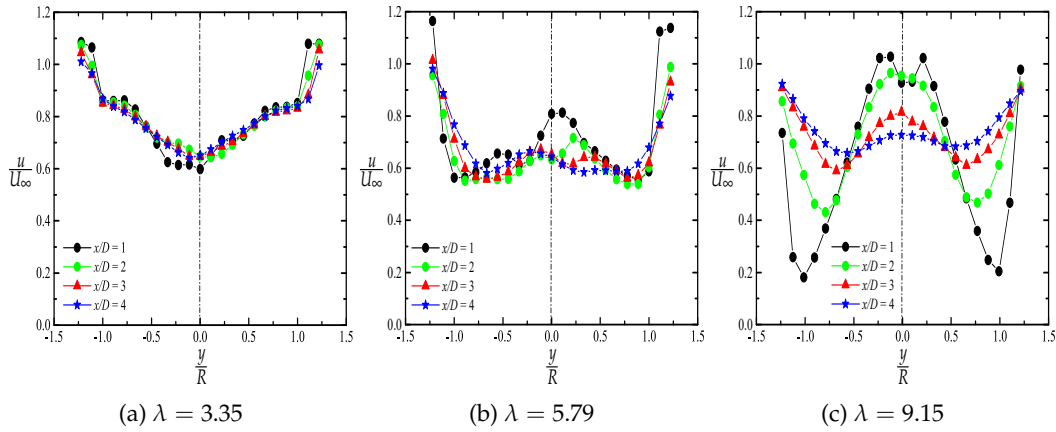 1.2
1.0
0.8
0.6
0.4
0.2
0.0
u
U∞
x/D = 1
x/D = 2
x/D = 3
x/D = 4
-1.5 -1.0 -0.5 0.0 0.5 1.0 1.5
y
R
(a) λ = 3.35
1.2
1.0
0.8
0.6
0.4
0.2
0.0
u
U∞
x/D = 1
x/D = 2
x/D = 3
x/D = 4
-1.5 -1.0 -0.5 0.0 0.5 1.0 1.5
y
R
(b) λ = 5.79
1.2
1.0
0.8
0.6
0.4
0.2
0.0
u
U∞
x/D = 1
x/D = 2
x/D = 3
x/D = 4
-1.5 -1.0 -0.5 0.0 0.5 1.0 1.5
y
R
(c) λ = 9.15